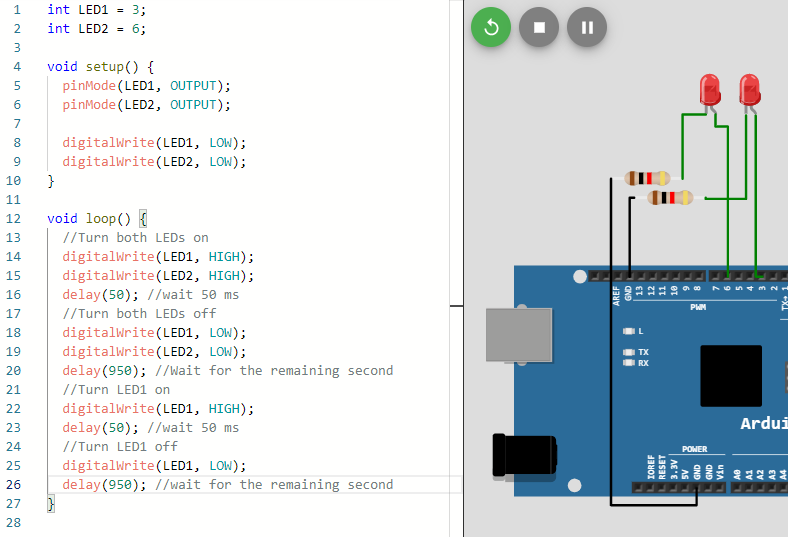 1 int LED1 = 3;
2 int LED2 = 6;
3
4 void setup() {
5 pinMode(LED1, OUTPUT);
6 pinMode(LED2, OUTPUT);
7
8 digitalWrite(LED1, LOW);
9 digitalWrite(LED2, LOW);
10 }
11
12 void loop() {
13 //Turn both LEDs on
14 digitalWrite(LED1, HIGH);
15 digitalWrite(LED2, HIGH);
16 delay(50); //wait 50 ms
17 //Turn both LEDs off
18 digitalWrite(LED1, LOW);
19 digitalWrite(LED2, LOW);
20 delay(950); //Wait for the remaining second
21 //Turn LED1 on
22 digitalWrite(LED1, HIGH);
23 delay(50); //wait 50 ms
24 //Turn LED1 off
25 digitalWrite(LED1, LOW);
26 delay(950); //wait for the remaining second
27 }
28
AREF GND 13 12 11 10 9 8 7 6 5 4 3 2 TX→ 1
PWM
L
TX
RX
Ardui
POWER
IOREF RESET 3.3V 5V GND GND Vin A0 A1 A2 A3 A4